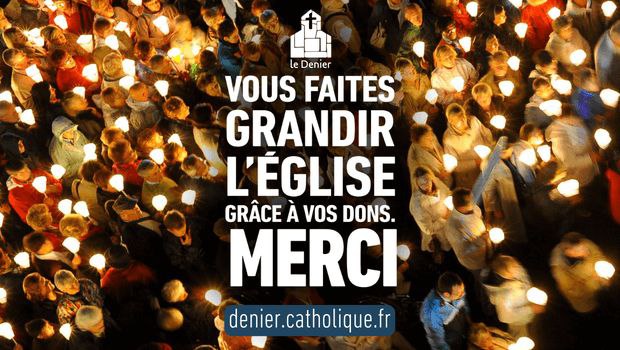 le Denier
VOUS FAITES
GRANDIR
L'ÉGLISE
GRÂCE À VOS DONS.
MERCI
denier.catholique.fr